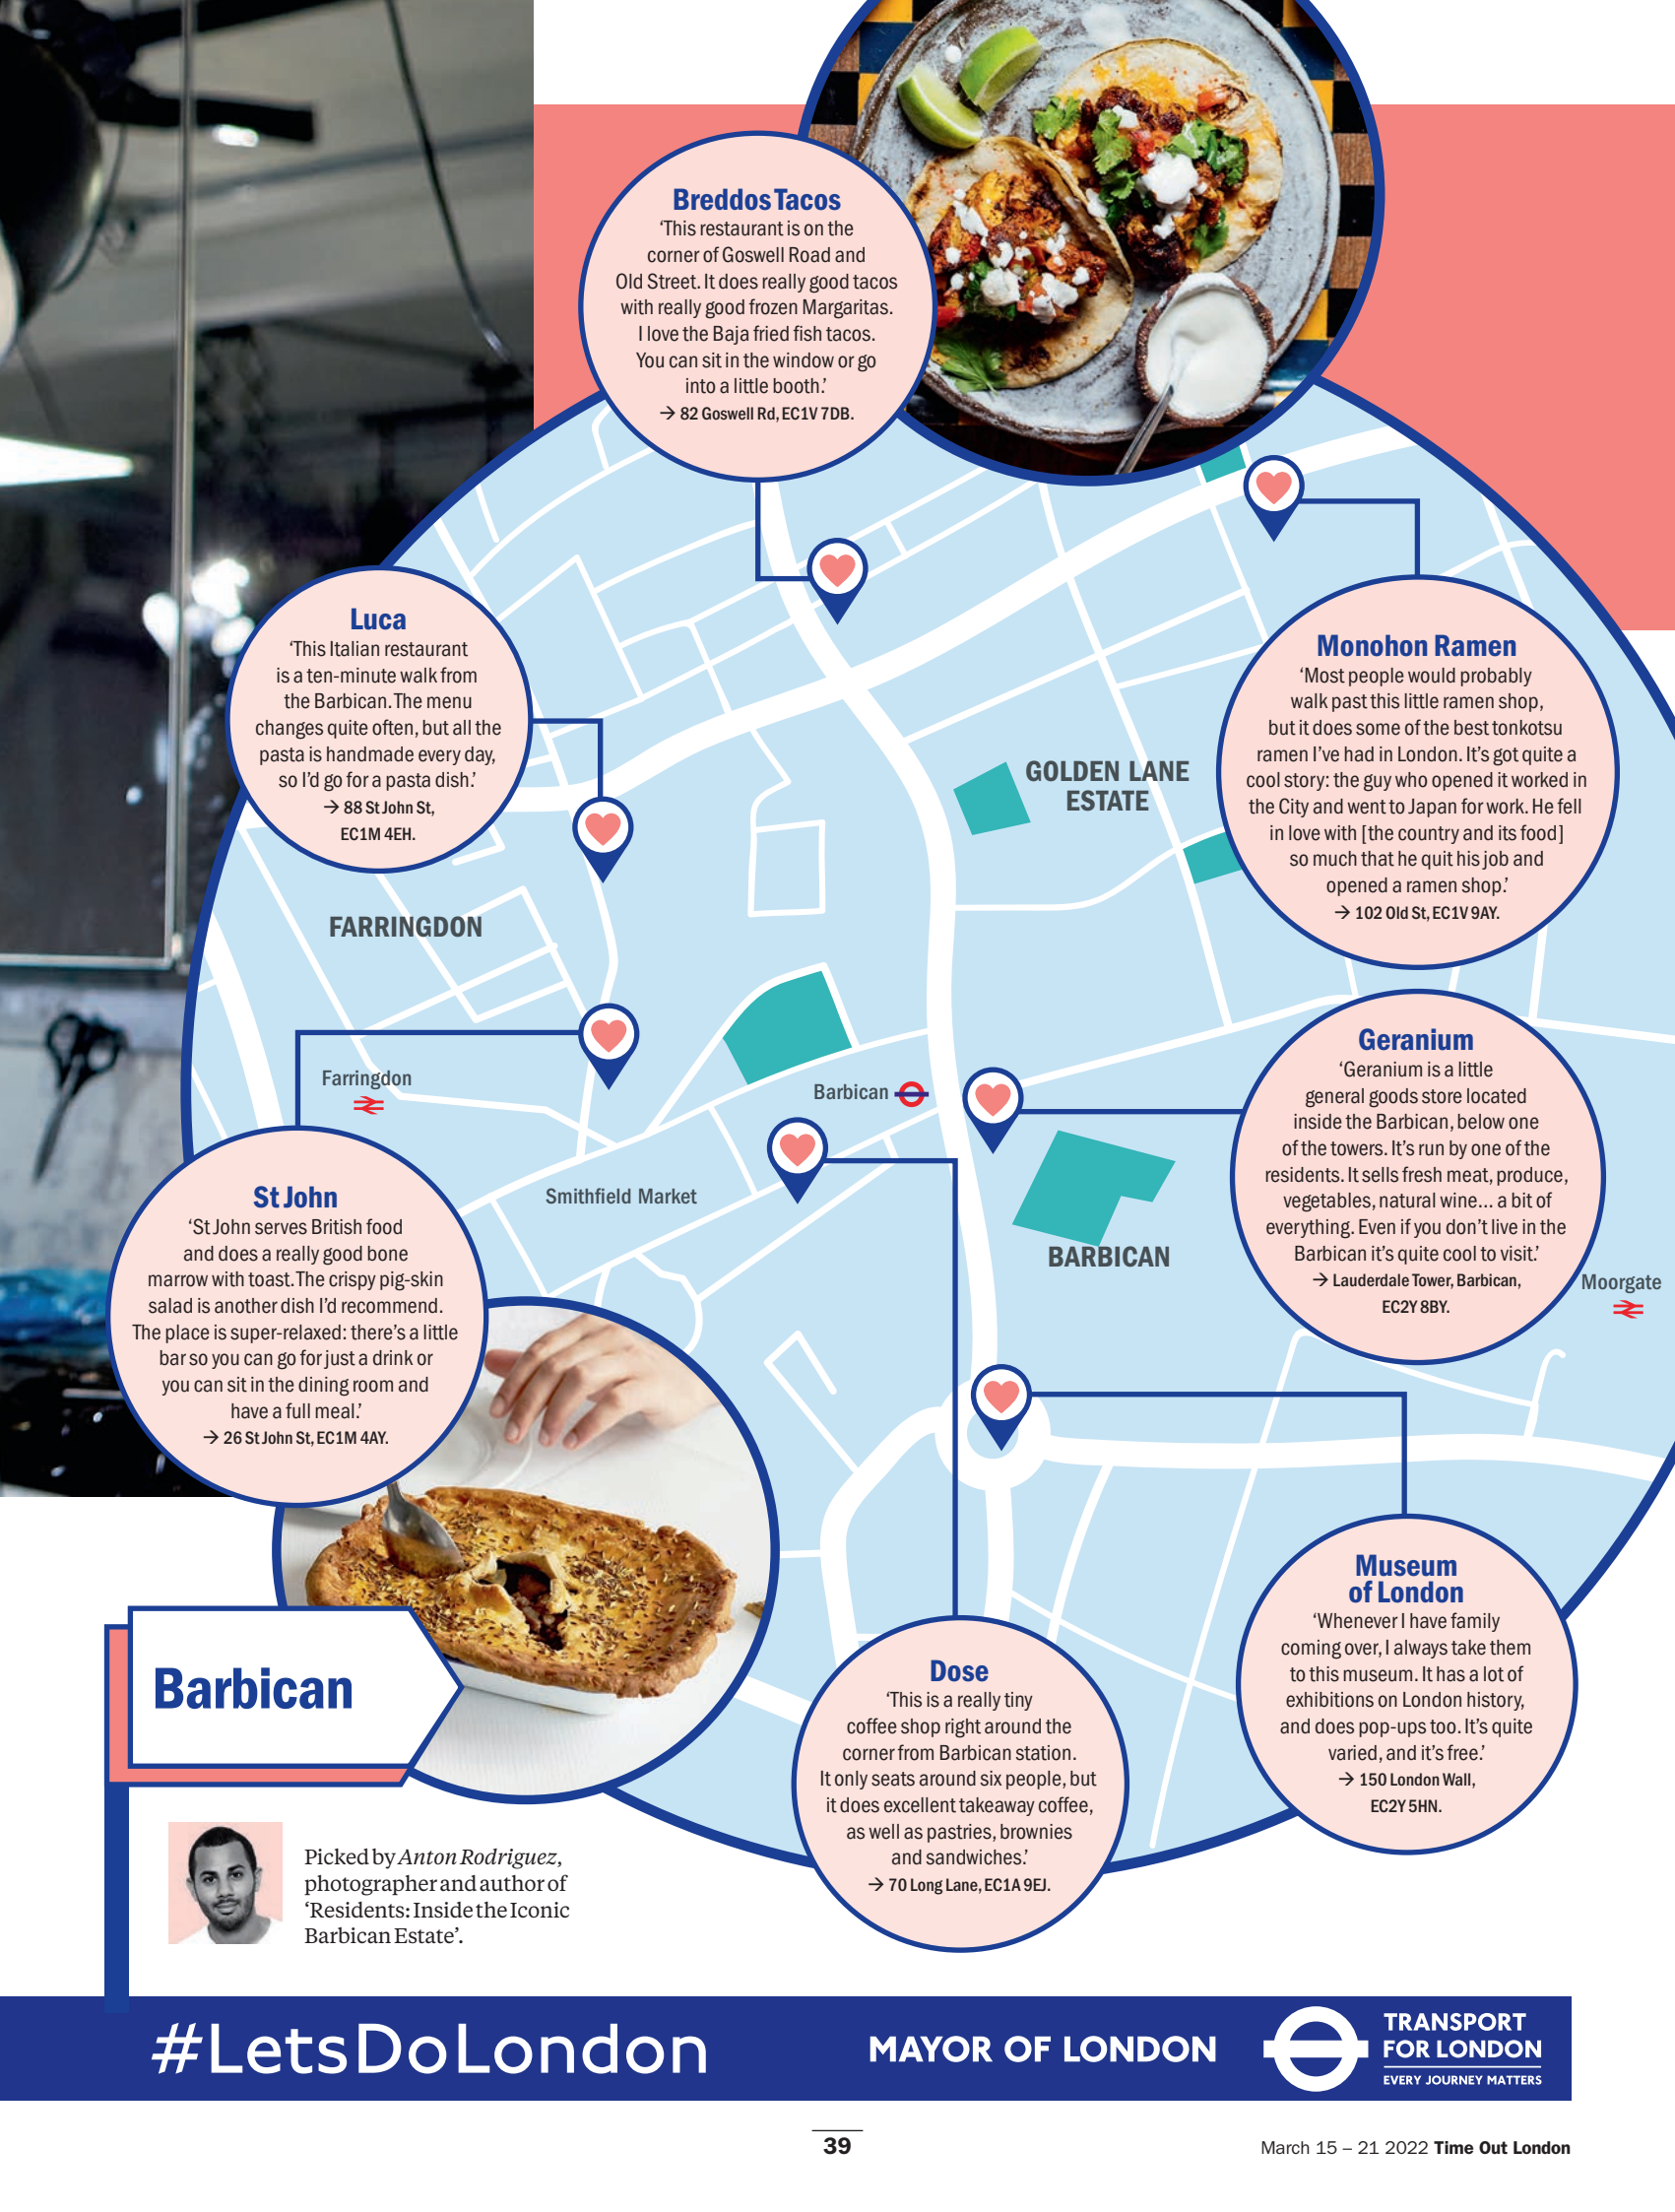 Breddos Tacos
‘This restaurant is on the
corner of Goswell Road and
Old Street. It does really good tacos
with really good frozen Margaritas.
I love the Baja fried fish tacos.
You can sit in the window or go
into a little booth.’
→ 82 Goswell Rd, EC1V 7DB.
Luca
‘This Italian restaurant
is a ten-minute walk from
the Barbican. The menu
changes quite often, but all the
pasta is handmade every day,
so I’d go for a pasta dish.’
→ 88 St John St,
EC1M 4EH.
Monohon Ramen
‘Most people would probably
walk past this little ramen shop,
but it does some of the best tonkotsu
ramen I’ve had in London. It’s got quite a
cool story: the guy who opened it worked in
the City and went to Japan for work. He fell
in love with [the country and its food]
so much that he quit his job and
opened a ramen shop.’
→ 102 Old St, EC1V 9AY.
GOLDEN LANE
ESTATE
FARRINGDON
Farringdon
Barbican
Smithfield Market
BARBICAN
Moorgate
Geranium
‘Geranium is a little
general goods store located
inside the Barbican, below one
of the towers. It’s run by one of the
residents. It sells fresh meat, produce,
vegetables, natural wine... a bit of
everything. Even if you don’t live in the
Barbican it’s quite cool to visit.’
→ Lauderdale Tower, Barbican,
EC2Y 8BY.
St John
‘St John serves British food
and does a really good bone
marrow with toast. The crispy pig-skin
salad is another dish I’d recommend.
The place is super-relaxed: there’s a little
bar so you can go for just a drink or
you can sit in the dining room and
have a full meal.’
→ 26 St John St, EC1M 4AY.
Museum
of London
‘Whenever I have family
coming over, I always take them
to this museum. It has a lot of
exhibitions on London history,
and does pop-ups too. It’s quite
varied, and it’s free.’
→ 150 London Wall,
EC2Y 5HN.
Dose
‘This is a really tiny
coffee shop right around the
corner from Barbican station.
It only seats around six people, but
it does excellent takeaway coffee,
as well as pastries, brownies
and sandwiches.’
→ 70 Long Lane, EC1A 9EJ.
Barbican
Picked by Anton Rodriguez,
photographer and author of
‘Residents: Inside the Iconic
Barbican Estate’.
#LetsDoLondon
MAYOR OF LONDON
TRANSPORT
FOR LONDON
EVERY JOURNEY MATTERS
39
March 15 – 21 2022 Time Out London